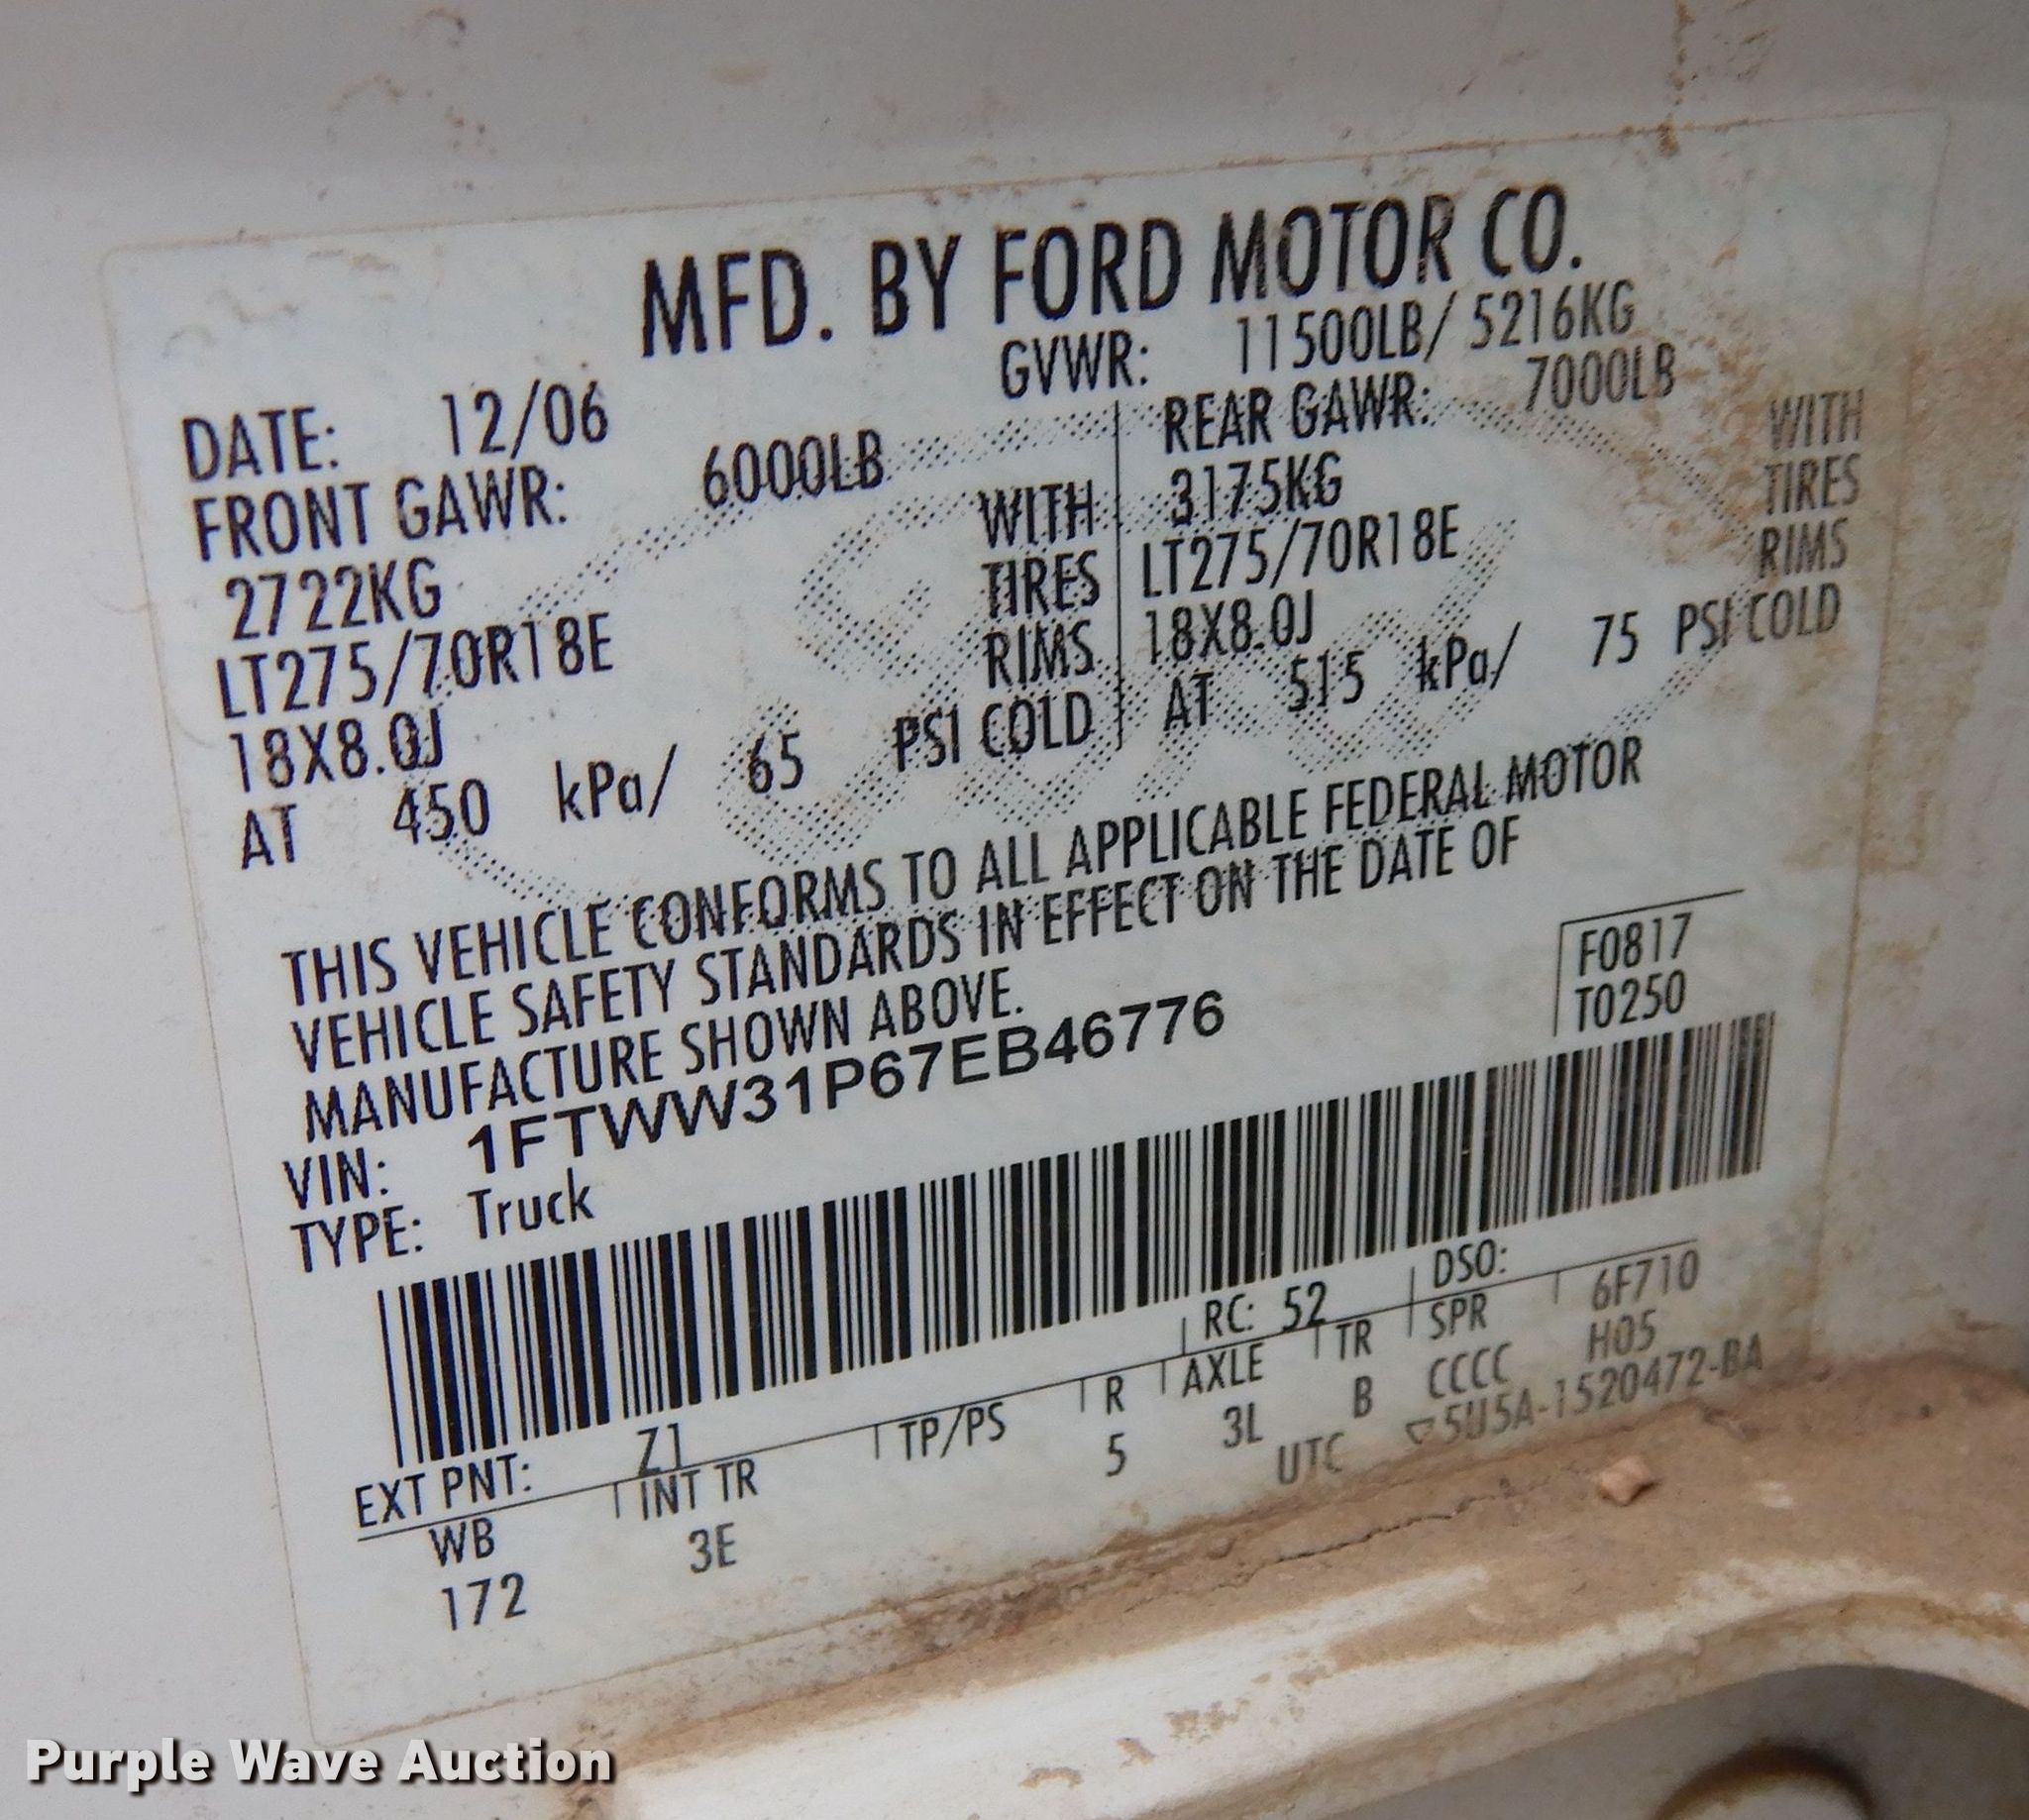 MFD. BY FORD MOTOR CO.
DATE: 12/06 GVWR: 11500LB/ 5216KG
FRONT GAWR: 6000LB REAR GAWR: 7000LB
2722KG WITH 3175KG WITH
LT275/70R18E TIRES LT275/70R18E TIRES
18X8.0J RIMS 18X8.0J RIMS
AT 450 kPa/ 65 PSI COLD AT 515 kPa/ 75 PSI COLD
THIS VEHICLE CONFORMS TO ALL APPLICABLE FEDERAL MOTOR
VEHICLE SAFETY STANDARDS IN EFFECT ON THE DATE OF
MANUFACTURE SHOWN ABOVE.
VIN: 1FTWW31P67EB46776
TYPE: Truck
F0817
T0250
EXT PNT: Z1 RC: 52 DSO:
WB INT TR TP/PS R AXLE TR SPR 6F710
172 3E 5 3L B CCCC H05
UTC ▽5U5A-1520472-BA
Purple Wave Auction